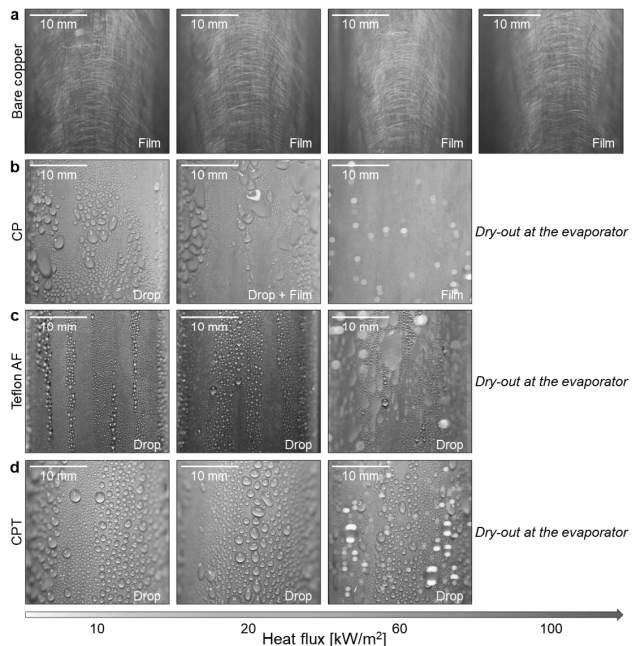 a
Bare copper
10 mm
Film
10 mm
Film
10 mm
Film
10 mm
Film
b
CP
10 mm
Drop
10 mm
Drop + Film
10 mm
Film
Dry-out at the evaporator
c
Teflon AF
10 mm
Drop
10 mm
Drop
10 mm
Drop
Dry-out at the evaporator
d
CPT
10 mm
Drop
10 mm
Drop
10 mm
Drop
Dry-out at the evaporator
10
20
60
100
Heat flux [kW/m²]